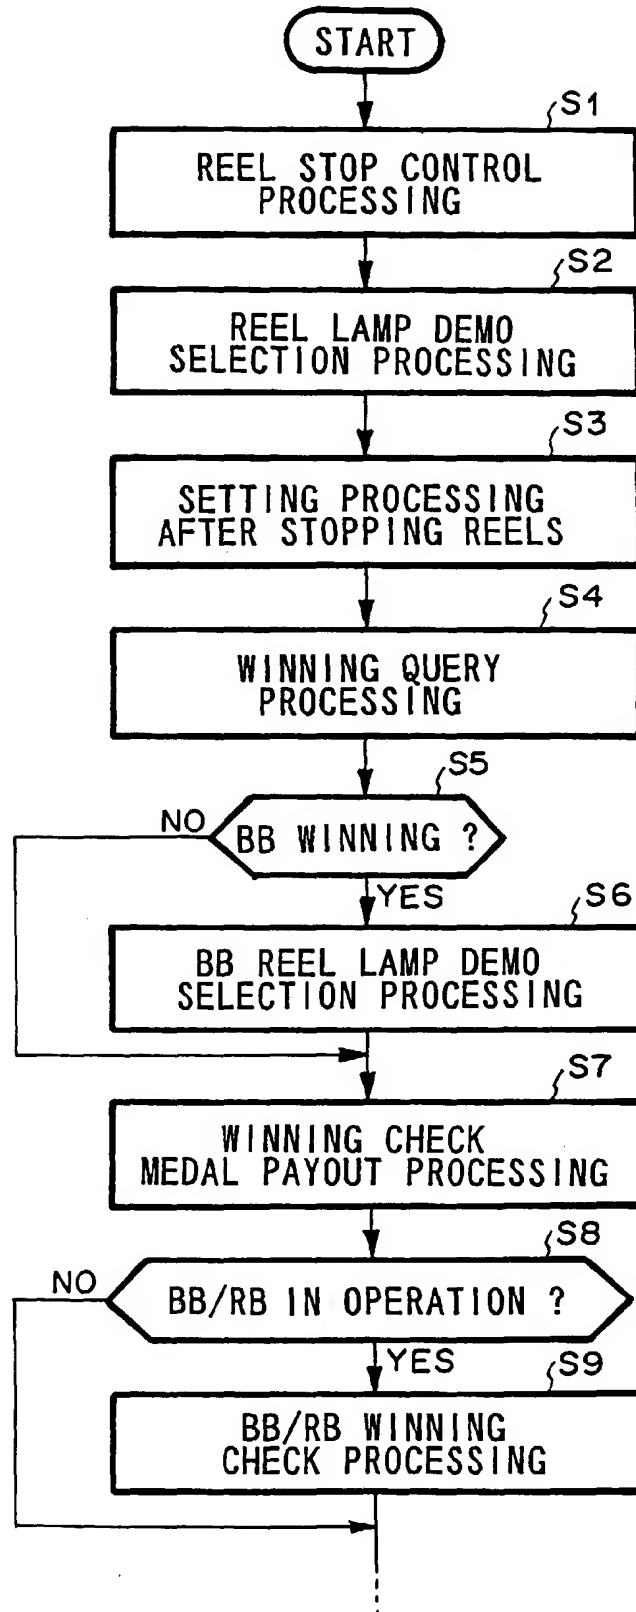 START
S1
REEL STOP CONTROL
PROCESSING
S2
REEL LAMP DEMO
SELECTION PROCESSING
S3
SETTING PROCESSING
AFTER STOPPING REELS
S4
WINNING QUERY
PROCESSING
S5
NO
BB WINNING ?
YES
S6
BB REEL LAMP DEMO
SELECTION PROCESSING
S7
WINNING CHECK
MEDAL PAYOUT PROCESSING
S8
NO
BB/RB IN OPERATION ?
YES
S9
BB/RB WINNING
CHECK PROCESSING